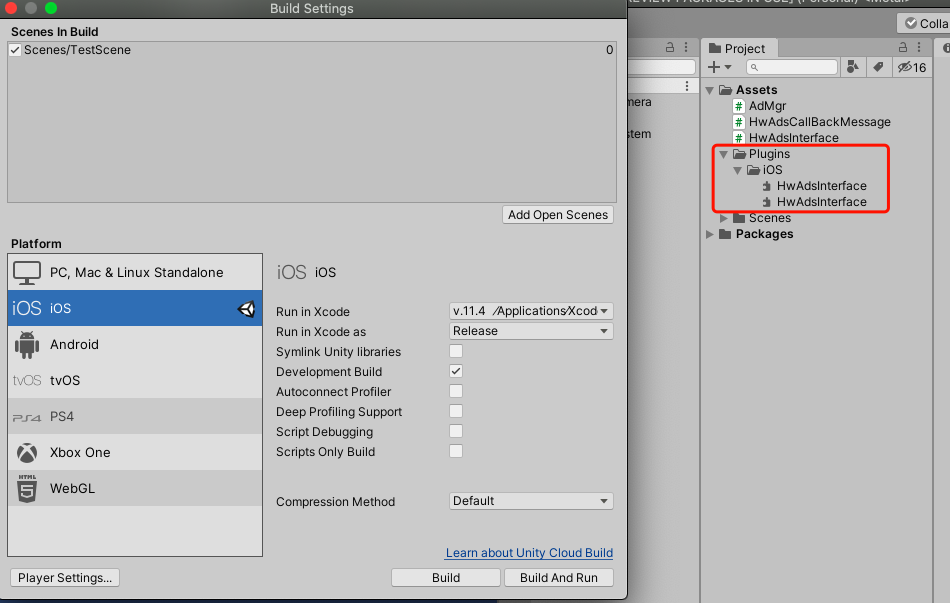 Build Settings
Scenes In Build
Scenes/TestScene 0
Add Open Scenes
Platform
PC, Mac & Linux Standalone
iOS iOS
Android
tvOS tvOS
PS4 PS4
Xbox One
HTML
5
WebGL
iOS iOS
Run in Xcode v.11.4 /Applications/Xcod
Run in Xcode as Release
Symlink Unity libraries
Development Build
Autoconnect Profiler
Deep Profiling Support
Script Debugging
Scripts Only Build
Compression Method Default
Learn about Unity Cloud Build
Player Settings...
Build
Build And Run
REVIEW PACKAGES IN USE] (Personal) <Metal>
Colla
mera
stem
Project
16
Assets
# AdMgr
# HwAdsCallBackMessage
# HwAdsInterface
Plugins
iOS
HwAdsInterface
HwAdsInterface
Scenes
Packages